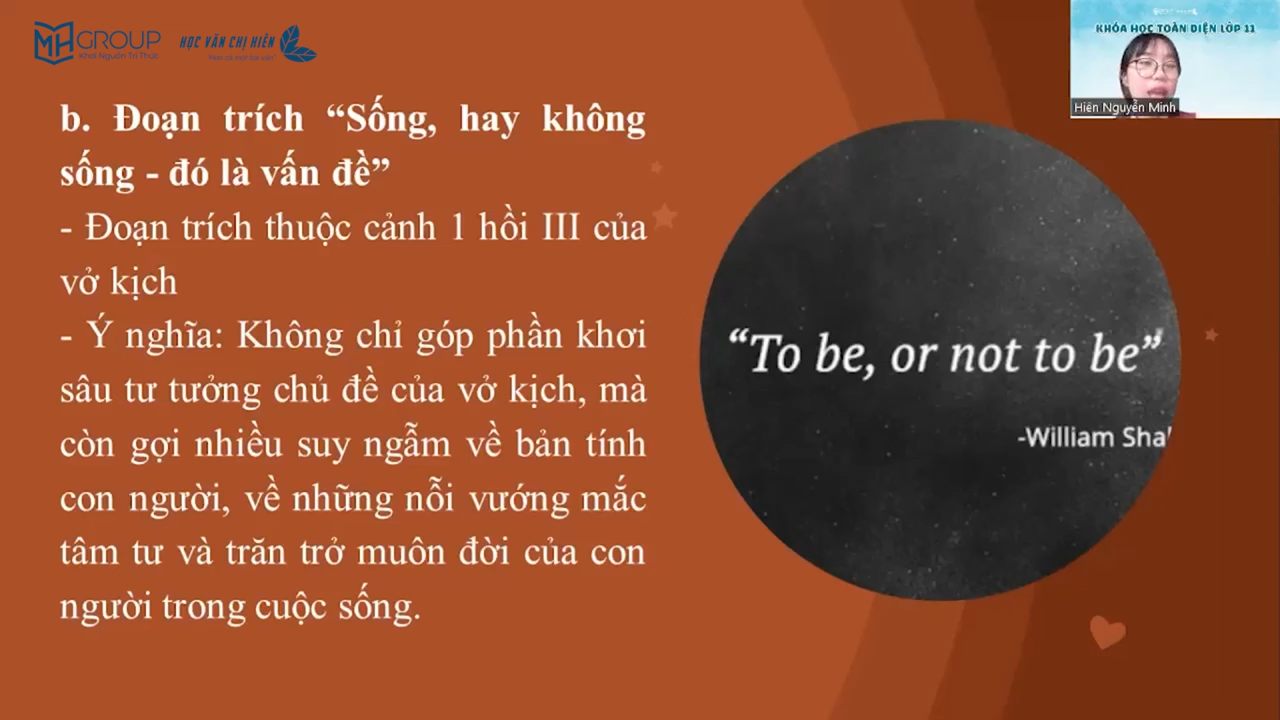 MH GROUP
Khơi Nguồn Tri Thức
HỌC VĂN CHỊ HIÊN
KHÓA HỌC TOÀN DIỆN LỚP 11
Hiên Nguyễn Minh
b. Đoạn trích “Sống, hay không
sống - đó là vấn đề”
- Đoạn trích thuộc cảnh 1 hồi III của
vở kịch
- Ý nghĩa: Không chỉ góp phần khơi
sâu tư tưởng chủ đề của vở kịch, mà
còn gợi nhiều suy ngẫm về bản tính
con người, về những nỗi vướng mắc
tâm tư và trăn trở muôn đời của con
người trong cuộc sống.
“To be, or not to be”
-William Sha